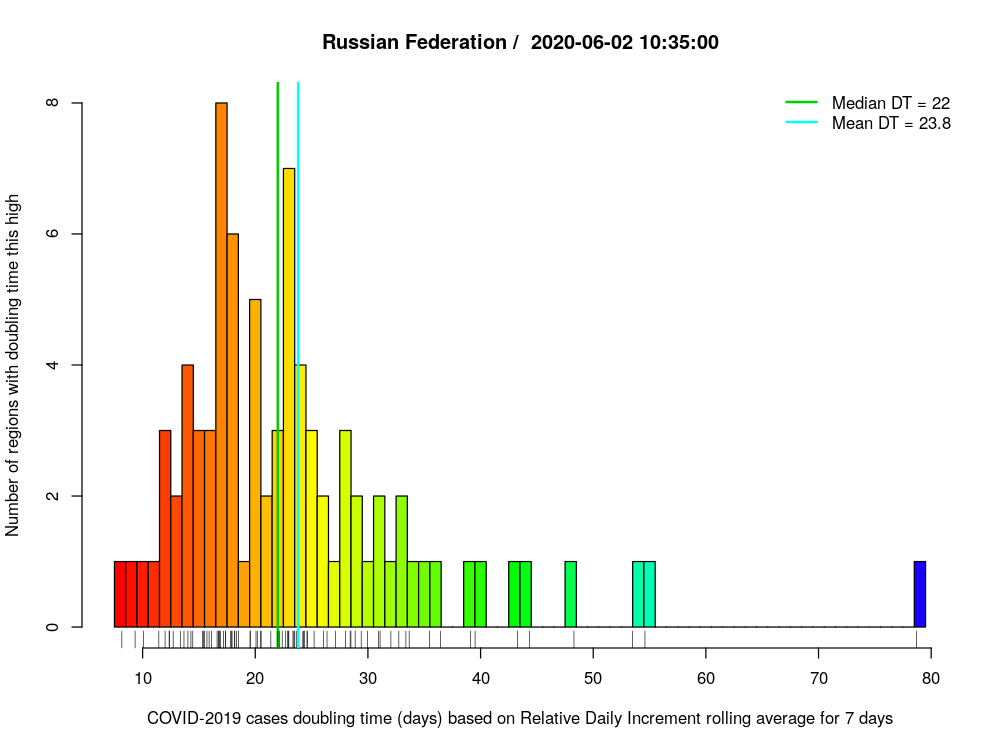 Russian Federation /  2020-06-02 10:35:00
Median DT = 22
Mean DT = 23.8
Number of regions with doubling time this high
8
6
4
2
0
10 20 30 40 50 60 70 80
COVID-2019 cases doubling time (days) based on Relative Daily Increment rolling average for 7 days